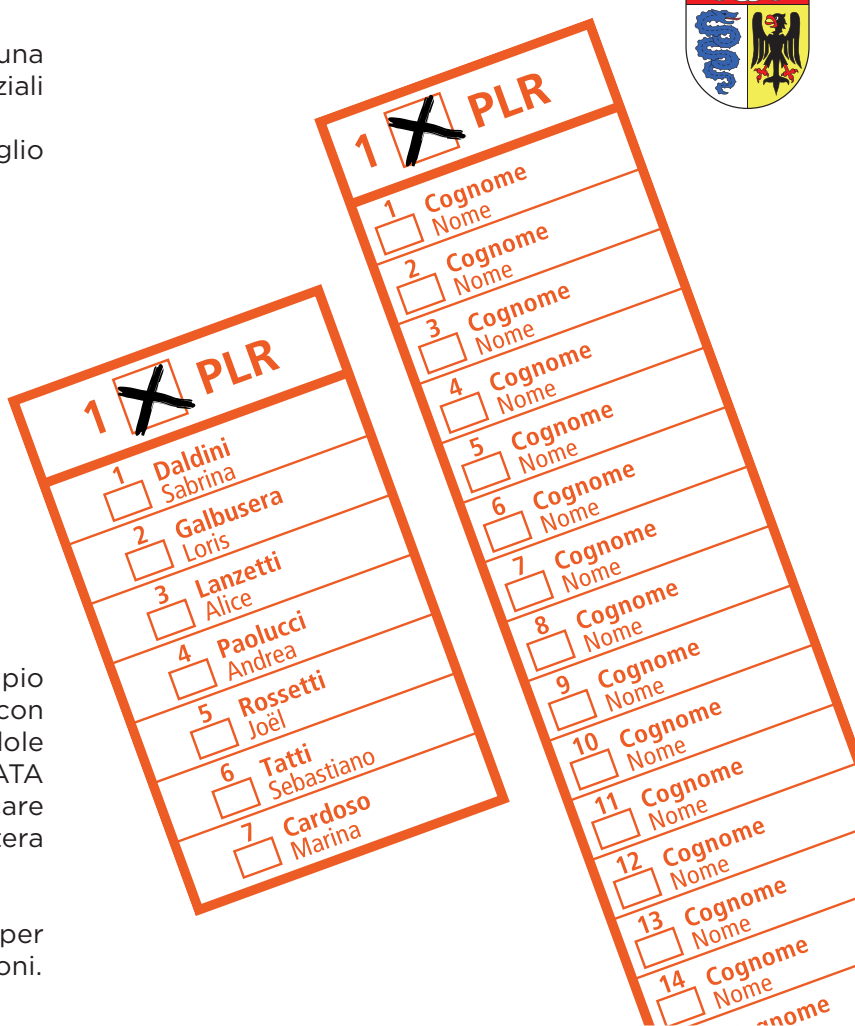 una
ziali
glio
pio
con
ATA
are
tera
per
oni.
1 PLR
1 Daldini
Sabrina
2 Galbusera
Loris
3 Lanzetti
Alice
4 Paolucci
Andrea
5 Rossetti
Joël
6 Tatti
Sebastiano
7 Cardoso
Marina
1 PLR
1 Cognome
Nome
2 Cognome
Nome
3 Cognome
Nome
4 Cognome
Nome
5 Cognome
Nome
6 Cognome
Nome
7 Cognome
Nome
8 Cognome
Nome
9 Cognome
Nome
10 Cognome
Nome
11 Cognome
Nome
12 Cognome
Nome
13 Cognome
Nome
14 Cognome
Nome
gnome